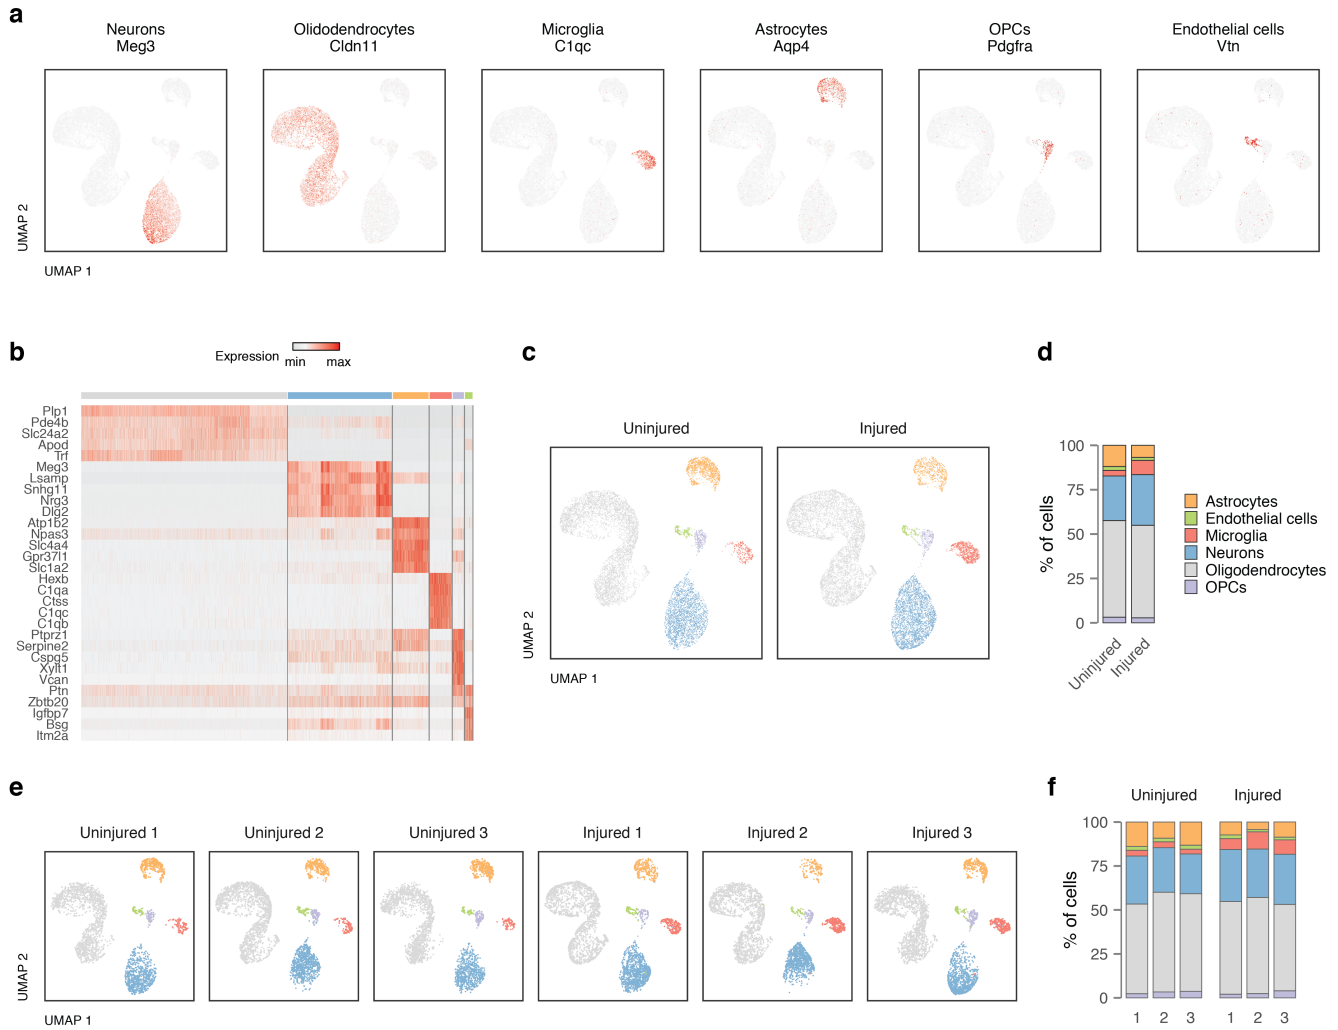 a
Neurons
Meg3
Olidodendrocytes
Cldn11
Microglia
C1qc
Astrocytes
Aqp4
OPCs
Pdgfra
Endothelial cells
Vtn
UMAP 2
UMAP 1
b
Expression
min
max
Plp1
Pde4b
Slc24a2
Apod
Trf
Meg3
Lsamp
Snhg11
Nrg3
Dlg2
Atp1b2
Npas3
Slc4a4
Gpr37l1
Slc1a2
Hexb
C1qa
Ctss
C1qc
C1qb
Ptprz1
Serpine2
Cspg5
Xylt1
Vcan
Ptn
Zbtb20
Igfbp7
Bsg
Itm2a
c
Uninjured
Injured
UMAP 2
UMAP 1
d
% of cells
100
75
50
25
0
Uninjured
Injured
Astrocytes
Endothelial cells
Microglia
Neurons
Oligodendrocytes
OPCs
e
Uninjured 1
Uninjured 2
Uninjured 3
Injured 1
Injured 2
Injured 3
UMAP 2
UMAP 1
f
Uninjured
Injured
% of cells
100
75
50
25
0
1 2 3 1 2 3